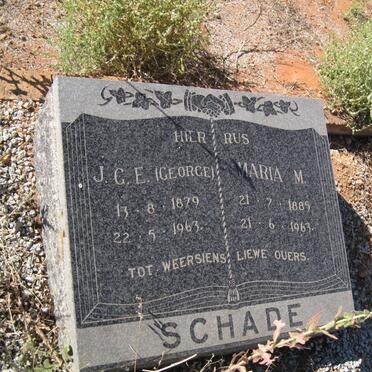 HIER RUS
J.C.E. (GEORGE) MARIA M.
13 - 8 - 1879 21 - 7 - 1885
22 - 5 - 1963 21 - 6 - 1963
TOT WEERSIENS LIEWE OUERS.
SCHADE